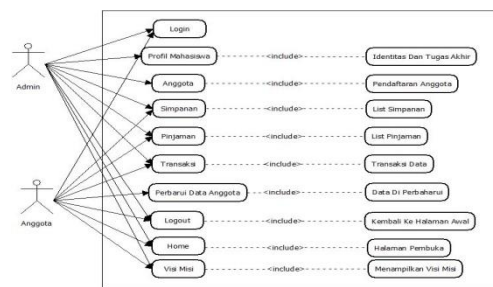 Login
Profil Mahasiawa <include> Identitas Dan Tugas Akhir
Admin
Anggota <include> Pendaftaran Anggota
Simpanan <include> List Simpanan
Pinjaman <include> List Pinjaman
Transaksi <include> Transaksi Data
Perbarui Data Anggota <include> Data Di Perbaharui
Anggota
Logout <include> Kembali Ke Halaman Awal
Home <include> Halaman Pembuka
Visi Misi <include> Menampilkan Visi Misi